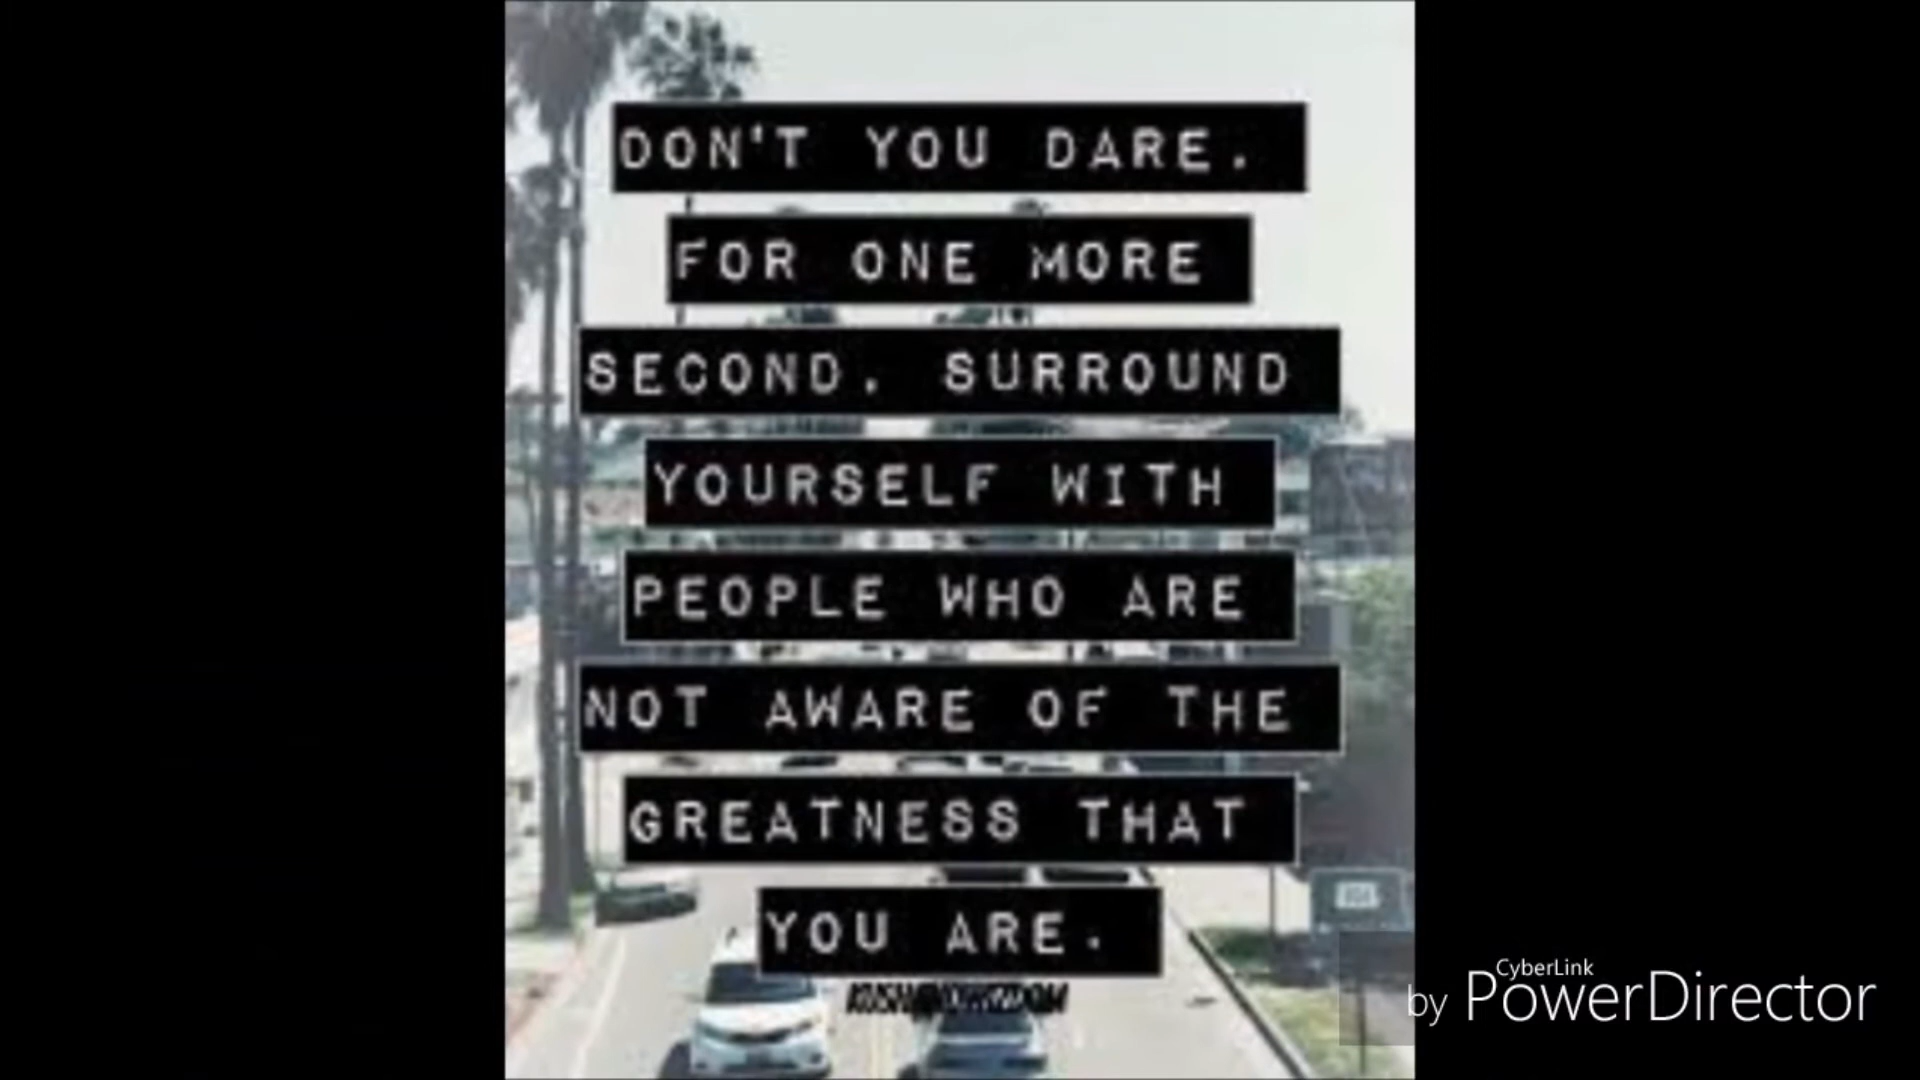 DON'T YOU DARE.
FOR ONE MORE
SECOND. SURROUND
YOURSELF WITH
PEOPLE WHO ARE
NOT AWARE OF THE
GREATNESS THAT
YOU ARE.
CyberLink
by PowerDirector